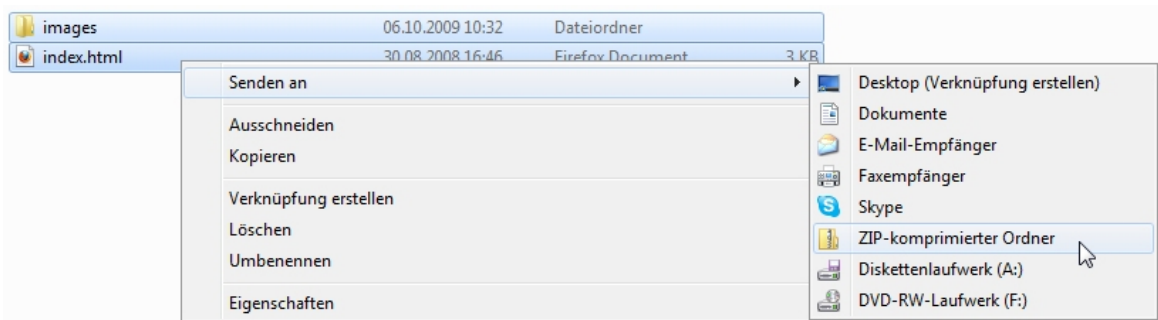 images 06.10.2009 10:32 Dateiordner
index.html 30.08.2008 16:46 Firefox Document 3 KB
Senden an
Ausschneiden
Kopieren
Verknüpfung erstellen
Löschen
Umbenennen
Eigenschaften
Desktop (Verknüpfung erstellen)
Dokumente
E-Mail-Empfänger
Faxempfänger
Skype
ZIP-komprimierter Ordner
Diskettenlaufwerk (A:)
DVD-RW-Laufwerk (F:)